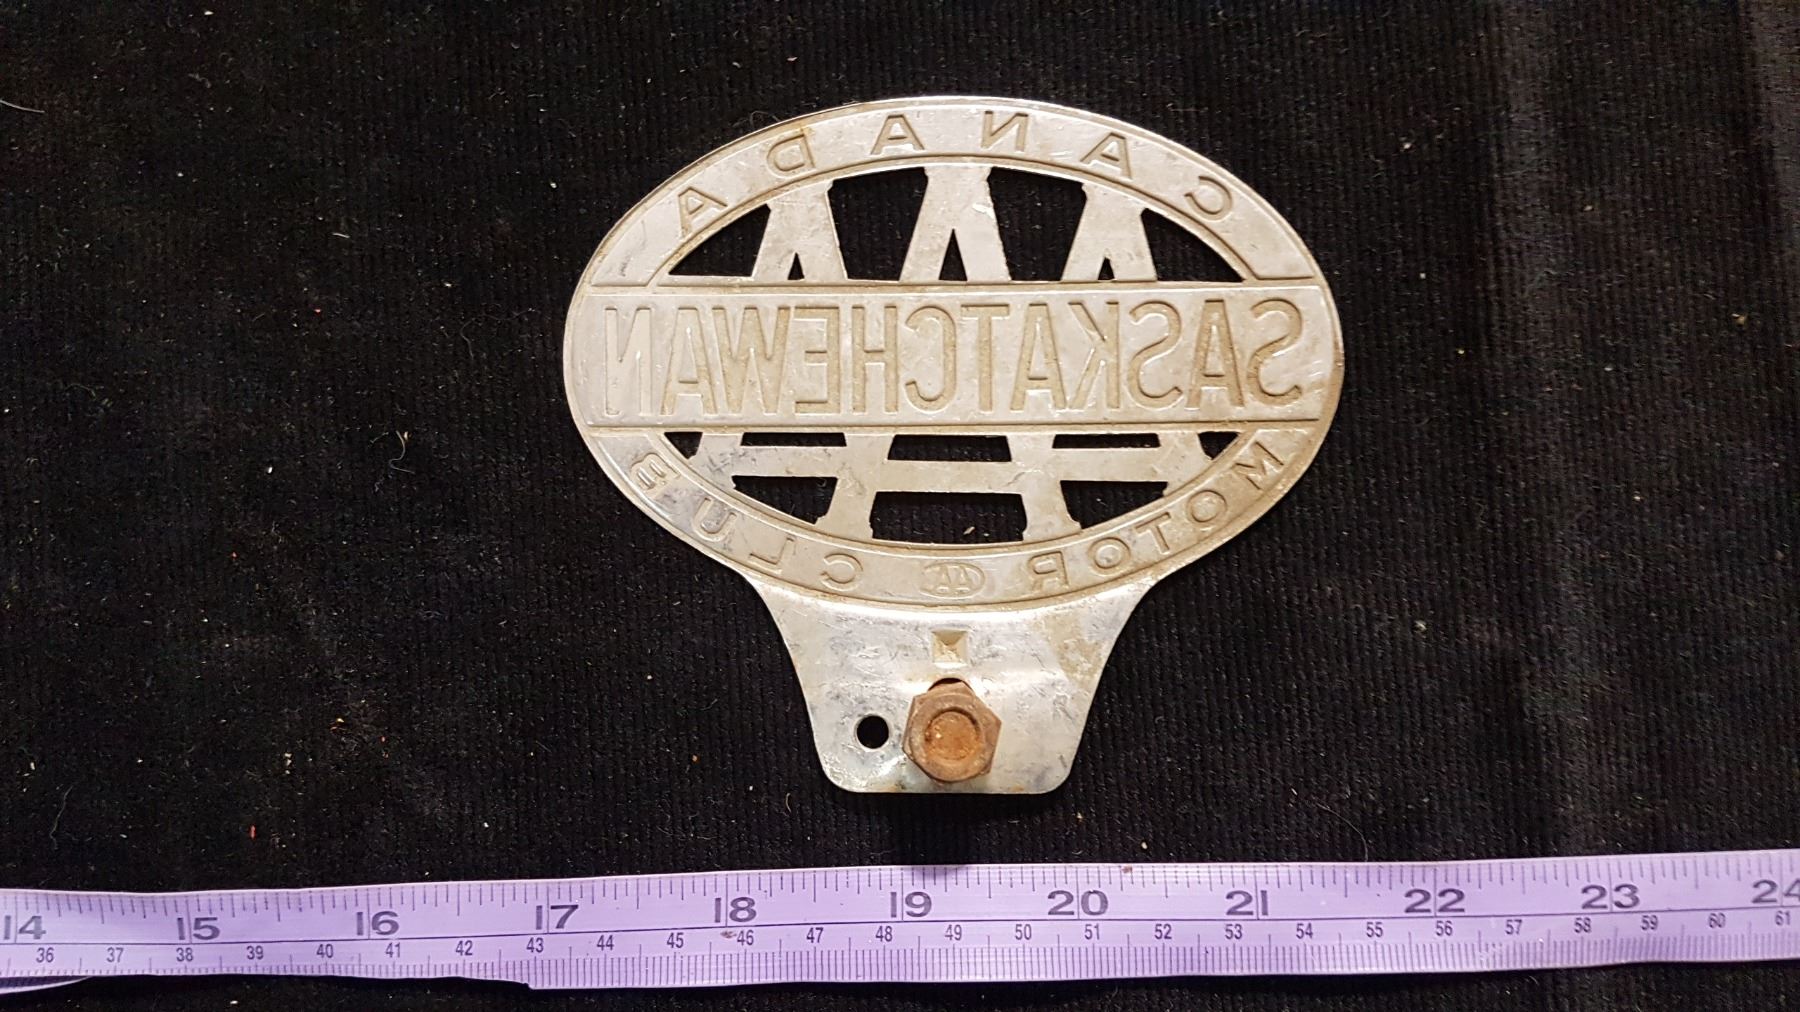 CANADA
AAA
SASKATCHEWAN
MOTOR AAA CLUB
14 15 16 17 18 19 20 21 22 23 24
36 37 38 39 40 41 42 43 44 45 46 47 48 49 50 51 52 53 54 55 56 57 58 59 60 61